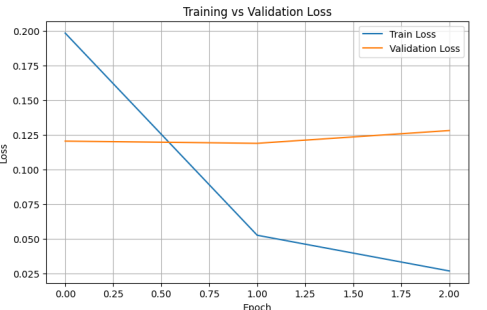 Training vs Validation Loss
Train Loss
Validation Loss
0.200
0.175
0.150
0.125
0.100
0.075
0.050
0.025
Loss
0.00 0.25 0.50 0.75 1.00 1.25 1.50 1.75 2.00
Epoch